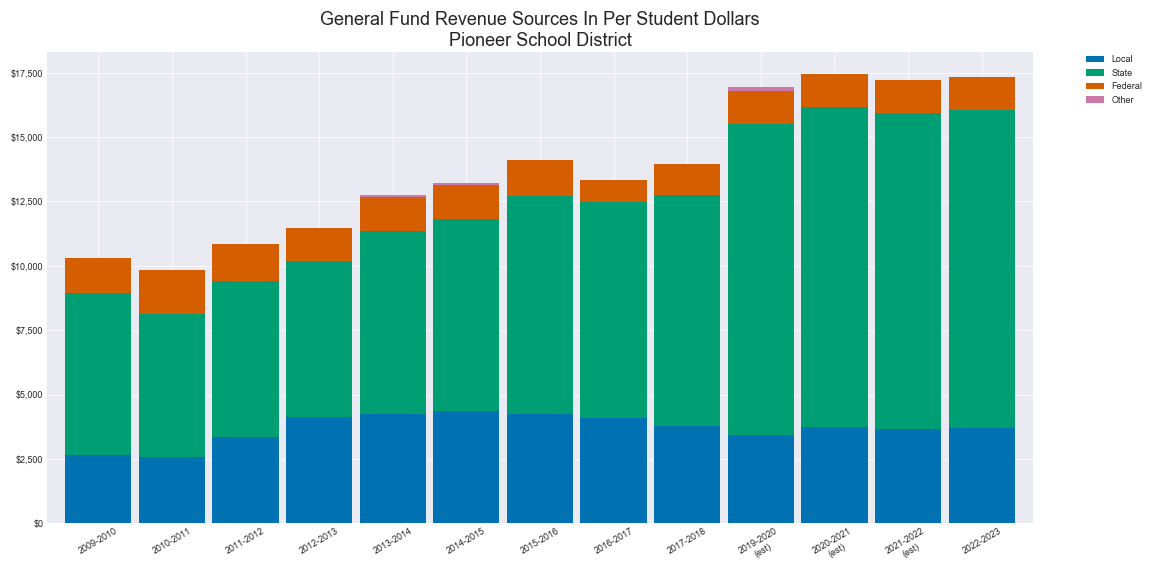 General Fund Revenue Sources In Per Student Dollars
Pioneer School District
Local
State
Federal
Other
$17,500
$15,000
$12,500
$10,000
$7,500
$5,000
$2,500
$0
2009-2010
2010-2011
2011-2012
2012-2013
2013-2014
2014-2015
2015-2016
2016-2017
2017-2018
2019-2020
(est)
2020-2021
(est)
2021-2022
(est)
2022-2023